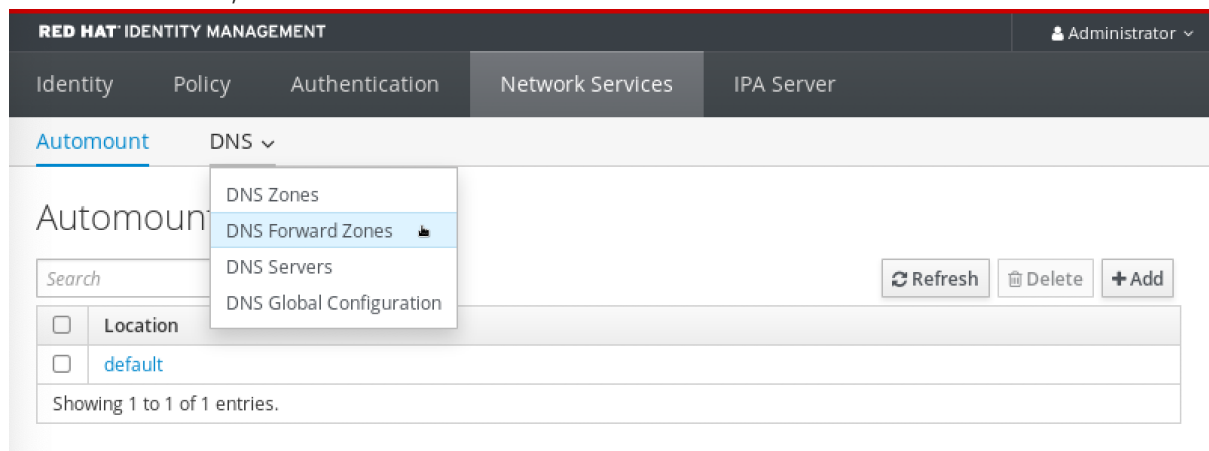 RED HAT® IDENTITY MANAGEMENT Administrator
Identity Policy Authentication Network Services IPA Server
Automount DNS
DNS Zones
DNS Forward Zones
DNS Servers
DNS Global Configuration
Automoun
Search Refresh Delete Add
Location
default
Showing 1 to 1 of 1 entries.